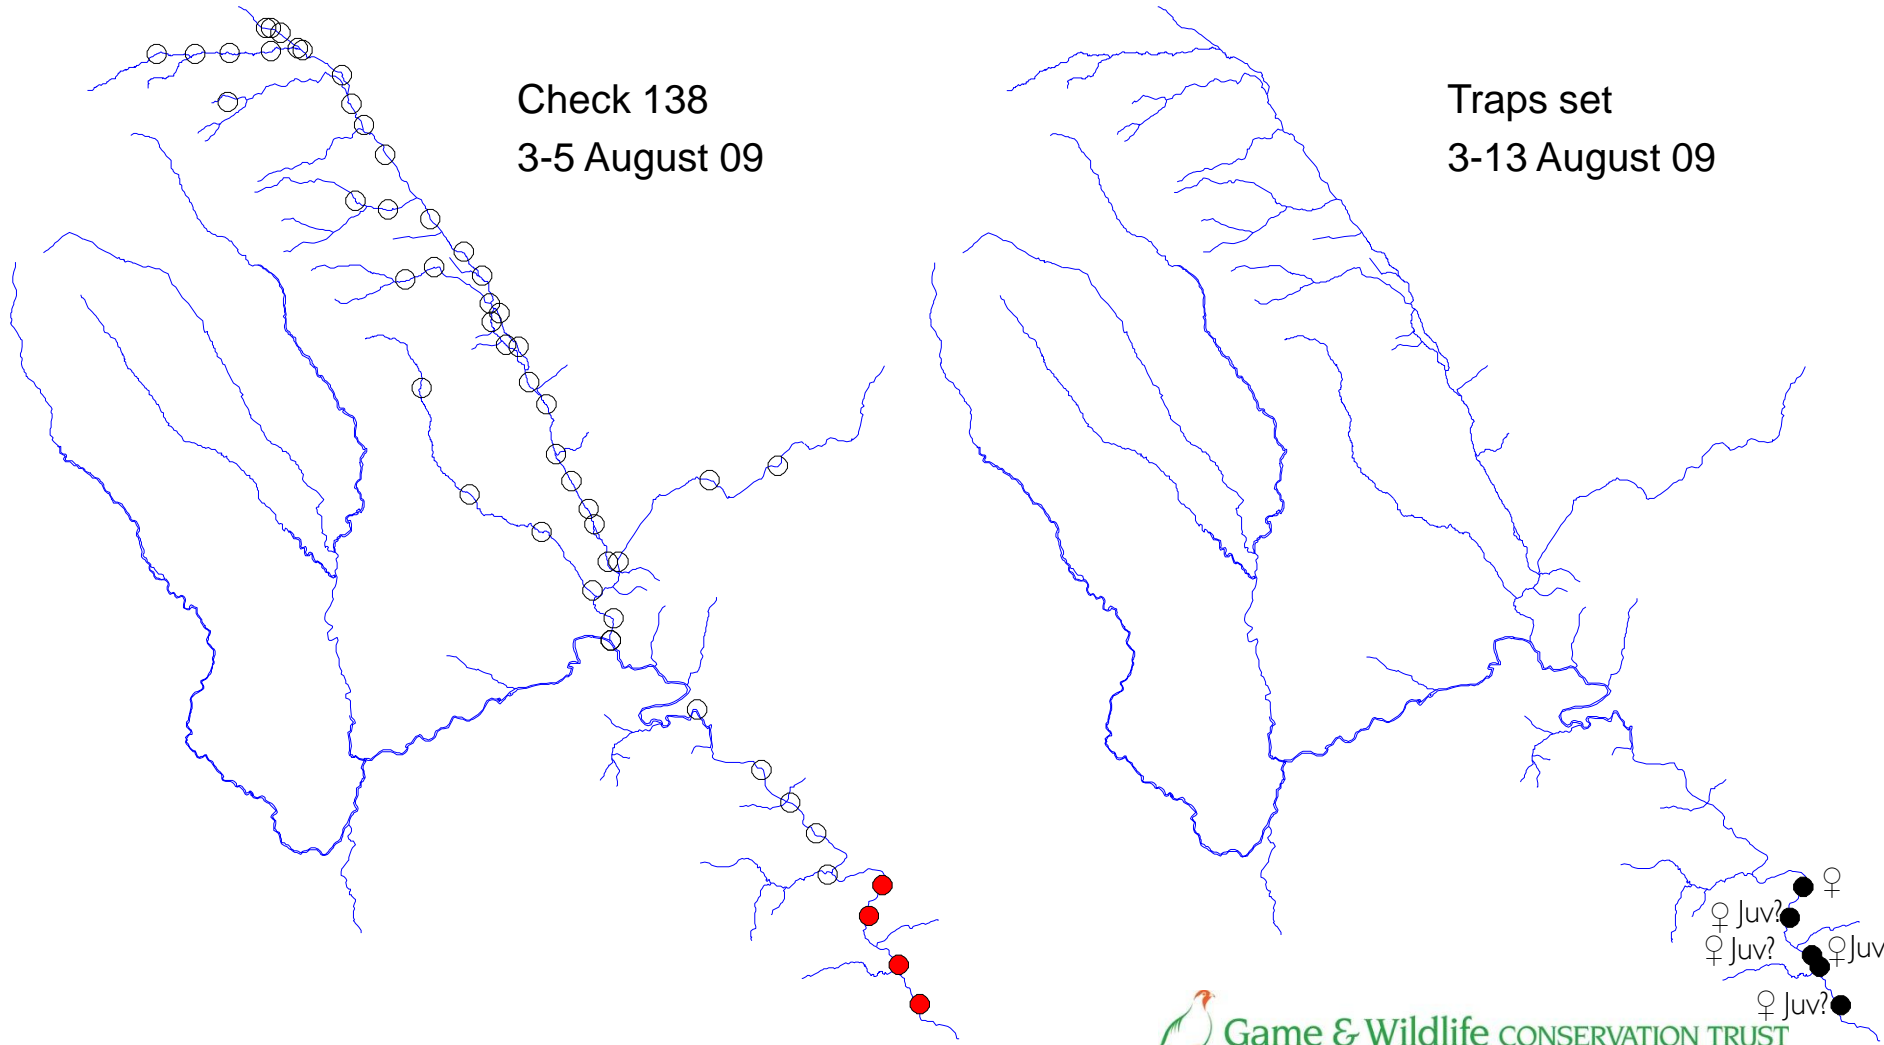 Check 138
3-5 August 09
Traps set
3-13 August 09
♀
♀ Juv?
♀ Juv?
♀ Juv
♀ Juv?
Game & Wildlife CONSERVATION TRUST